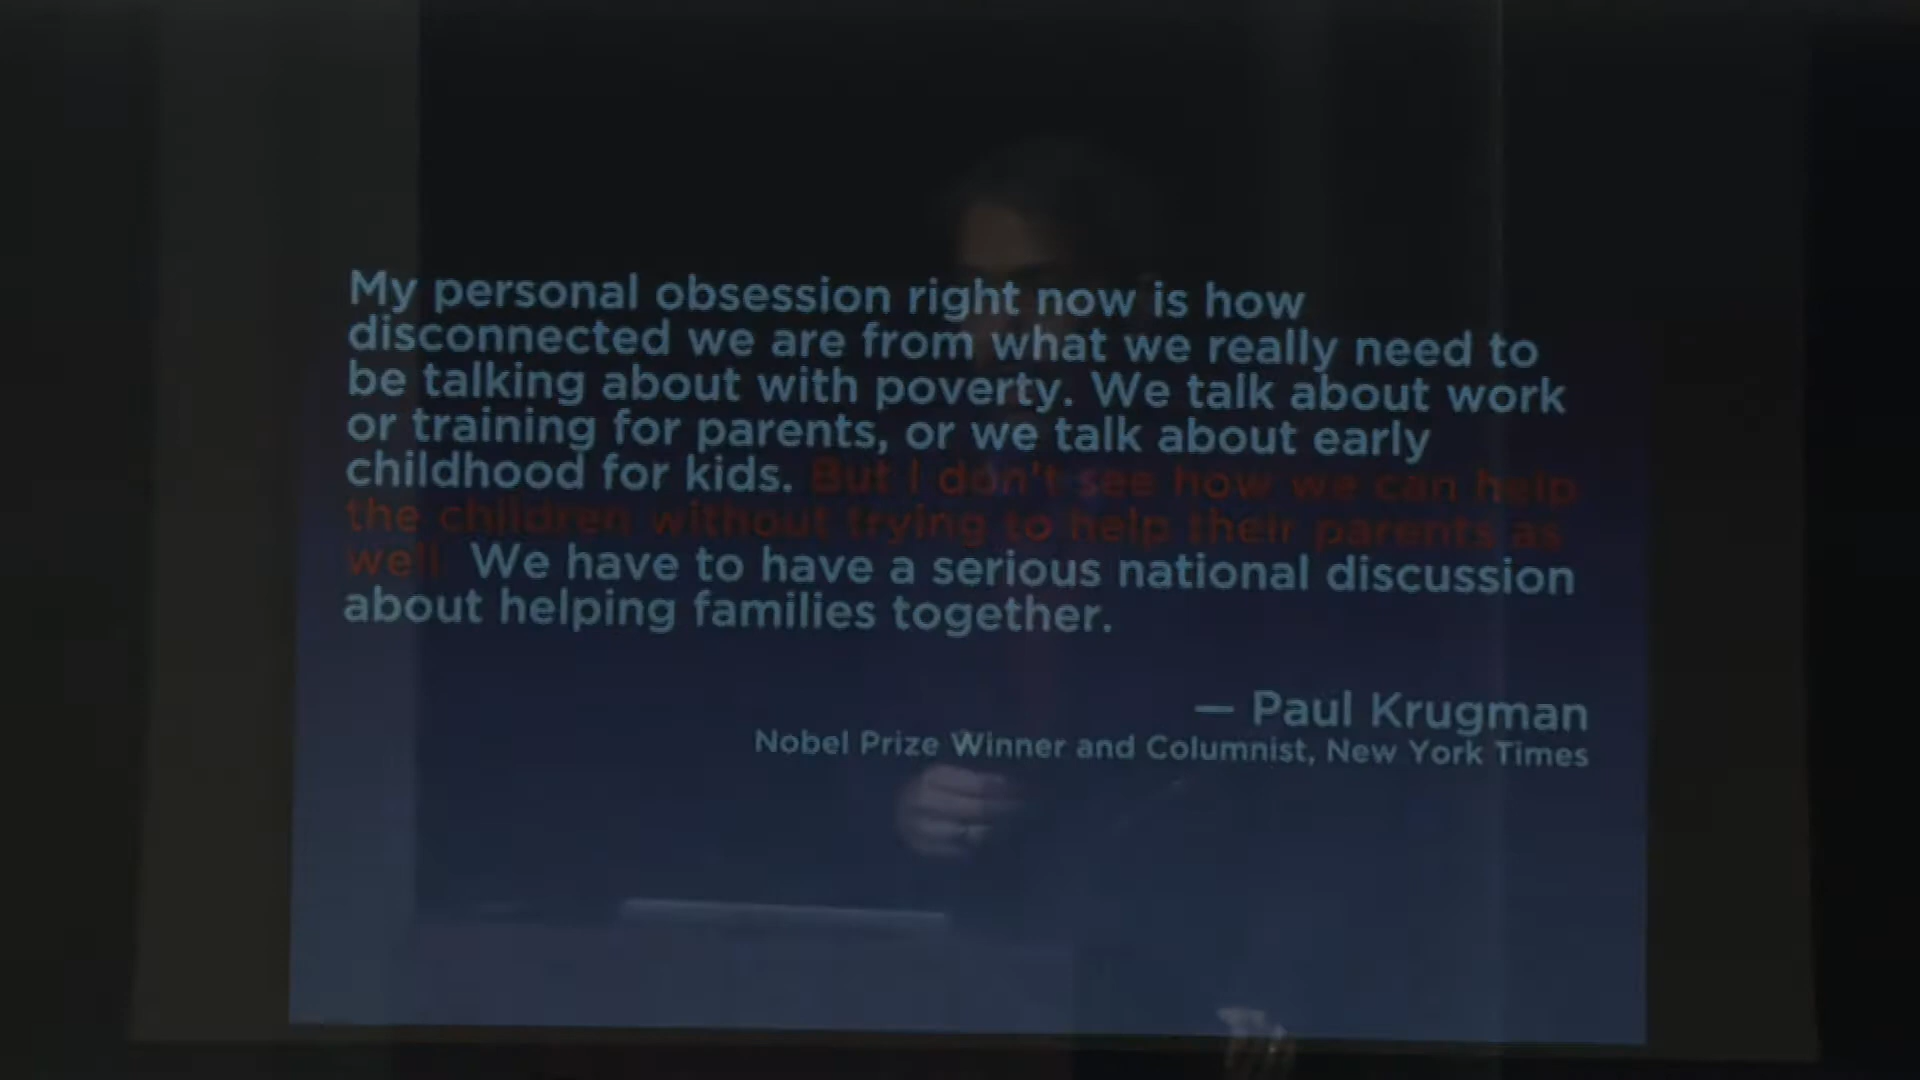 My personal obsession right now is how
disconnected we are from what we really need to
be talking about with poverty. We talk about work
or training for parents, or we talk about early
childhood for kids. But I don't see how we can help
the children without trying to help their parents as
well We have to have a serious national discussion
about helping families together.
— Paul Krugman
Nobel Prize Winner and Columnist, New York Times